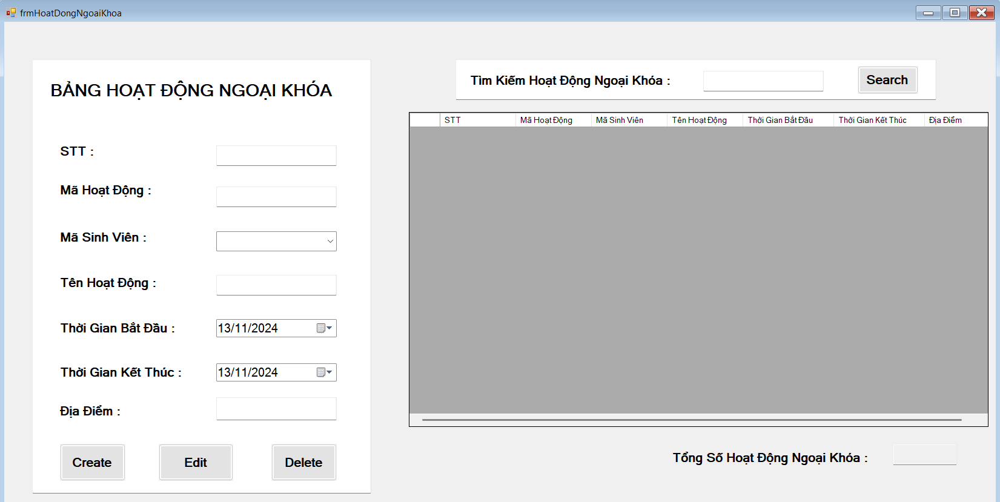 frmHoatDongNgoaiKhoa
BẢNG HOẠT ĐỘNG NGOẠI KHÓA
STT :
Mã Hoạt Động :
Mã Sinh Viên :
Tên Hoạt Động :
Thời Gian Bắt Đầu :
13/11/2024
Thời Gian Kết Thúc :
13/11/2024
Địa Điểm :
Create Edit Delete
Tìm Kiếm Hoạt Động Ngoại Khóa :
Search
STT Mã Hoạt Động Mã Sinh Viên Tên Hoạt Động Thời Gian Bắt Đầu Thời Gian Kết Thúc Địa Điểm
Tổng Số Hoạt Động Ngoại Khóa :